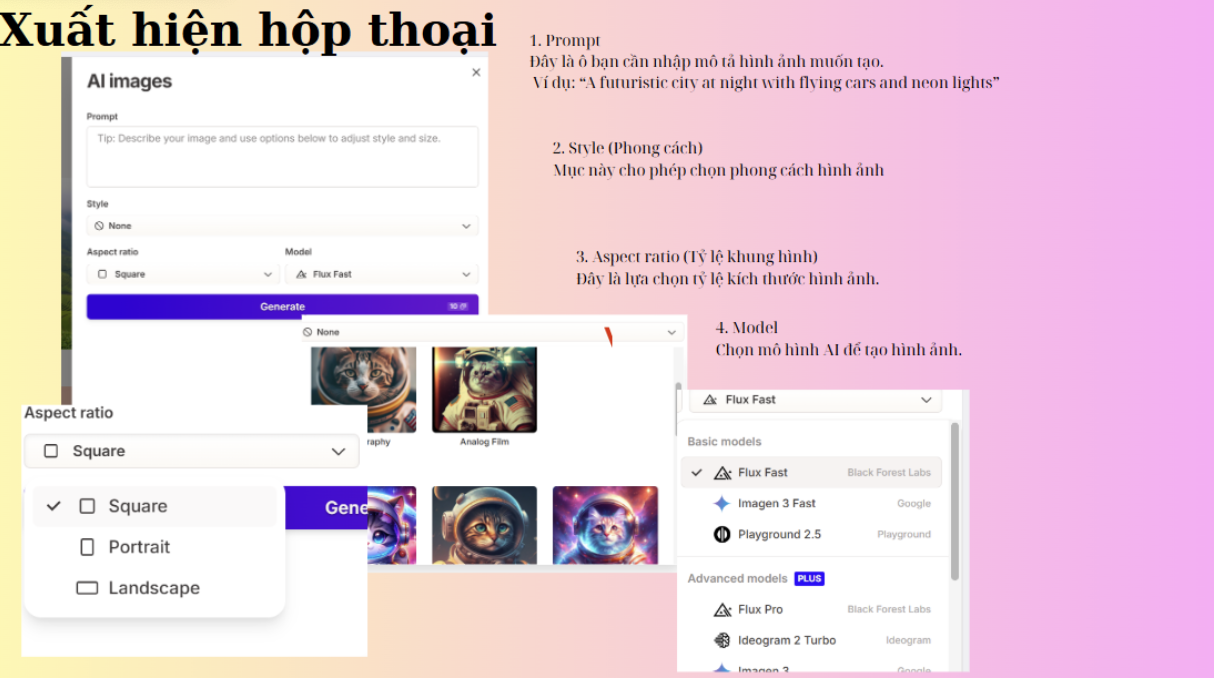 Xuất hiện hộp thoại
1. Prompt
Đây là ô bạn cần nhập mô tả hình ảnh muốn tạo.
Ví dụ: “A futuristic city at night with flying cars and neon lights”
2. Style (Phong cách)
Mục này cho phép chọn phong cách hình ảnh
3. Aspect ratio (Tỷ lệ khung hình)
Đây là lựa chọn tỷ lệ kích thước hình ảnh.
4. Model
Chọn mô hình AI để tạo hình ảnh.
AI images
Prompt
Tip: Describe your image and use options below to adjust style and size.
Style
None
Aspect ratio Model
Square Flux Fast
Generate 10
None
raphy Analog Film
Aspect ratio
Square
Square
Portrait
Landscape
Gene
Flux Fast
Basic models
Flux Fast Black Forest Labs
Imagen 3 Fast Google
Playground 2.5 Playground
Advanced models PLUS
Flux Pro Black Forest Labs
Ideogram 2 Turbo Ideogram
Imagen 3 Google